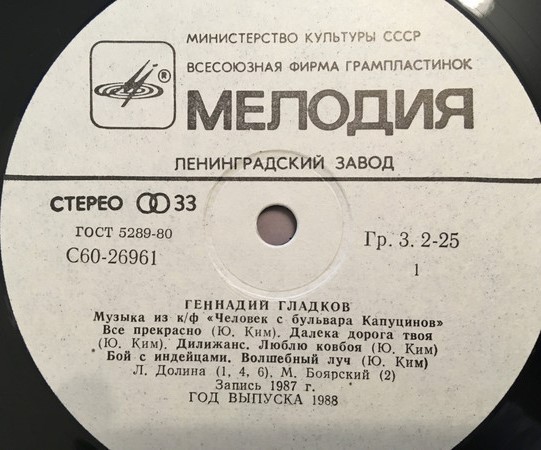 МИНИСТЕРСТВО КУЛЬТУРЫ СССР
ВСЕСОЮЗНАЯ ФИРМА ГРАМПЛАСТИНОК
®
МЕЛОДИЯ
ЛЕНИНГРАДСКИЙ ЗАВОД
СТЕРЕО 33
ГОСТ 5289-80
Гр. 3. 2-25
С60-26961
1
ГЕННАДИЙ ГЛАДКОВ
Музыка из к/ф «Человек с бульвара Капуцинов»
Все прекрасно (Ю. Ким). Далека дорога твоя
(Ю. Ким). Дилижанс. Люблю ковбоя (Ю. Ким)
Бой с индейцами. Волшебный луч (Ю. Ким)
Л. Долина (1, 4, 6), М. Боярский (2)
Запись 1987 г.
ГОД ВЫПУСКА 1988